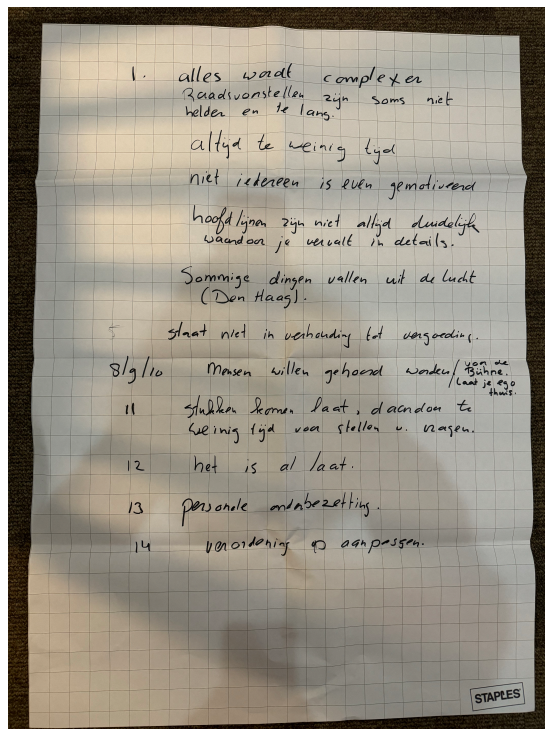 1. alles wordt complexer
Raadsvoorstellen zijn soms niet
helder en te lang.
altijd te weinig tijd
niet iedereen is even gemotiveerd
hoofdlijnen zijn niet altijd duidelijk
waardoor je vervalt in details.
Sommige dingen vallen uit de lucht
(Den Haag).
5 staat niet in verhouding tot vergoeding.
8/9/10 Mensen willen gehoord worden/ voor de
Bühne.
laat je ego
thuis.
11 stukken komen laat, daardoor te
weinig tijd voor stellen v. vragen.
12 het is al laat.
13 personele onderbezetting.
14 verordening op aanpassen.
STAPLES